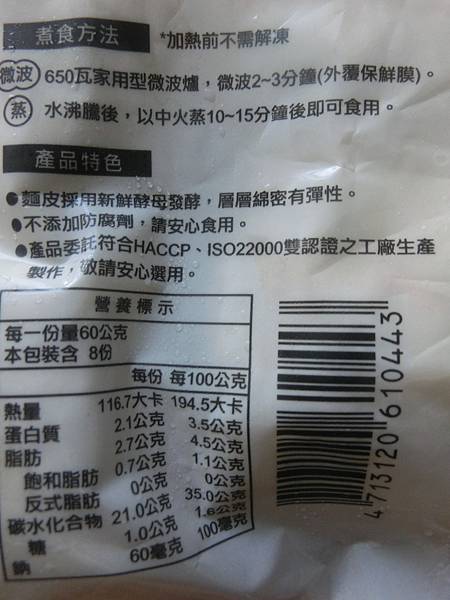 煮食方法 *加熱前不需解凍
微波 650瓦家用型微波爐，微波2~3分鐘(外覆保鮮膜)。
蒸 水沸騰後，以中火蒸10~15分鐘後即可食用。
產品特色
●麵皮採用新鮮酵母發酵，層層綿密有彈性。
●不添加防腐劑，請安心食用。
●產品委託符合HACCP、ISO22000雙認證之工廠生產
製作，敬請安心選用。
營養標示
每一份量60公克
本包裝含 8份
每份 每100公克
熱量 116.7大卡 194.5大卡
蛋白質 2.1公克 3.5公克
脂肪 2.7公克 4.5公克
飽和脂肪 0.7公克 1.1公克
反式脂肪 0公克 0公克
碳水化合物 21.0公克 35.0公克
糖 1.0公克 1.6公克
鈉 60毫克 100毫克
4713120610443